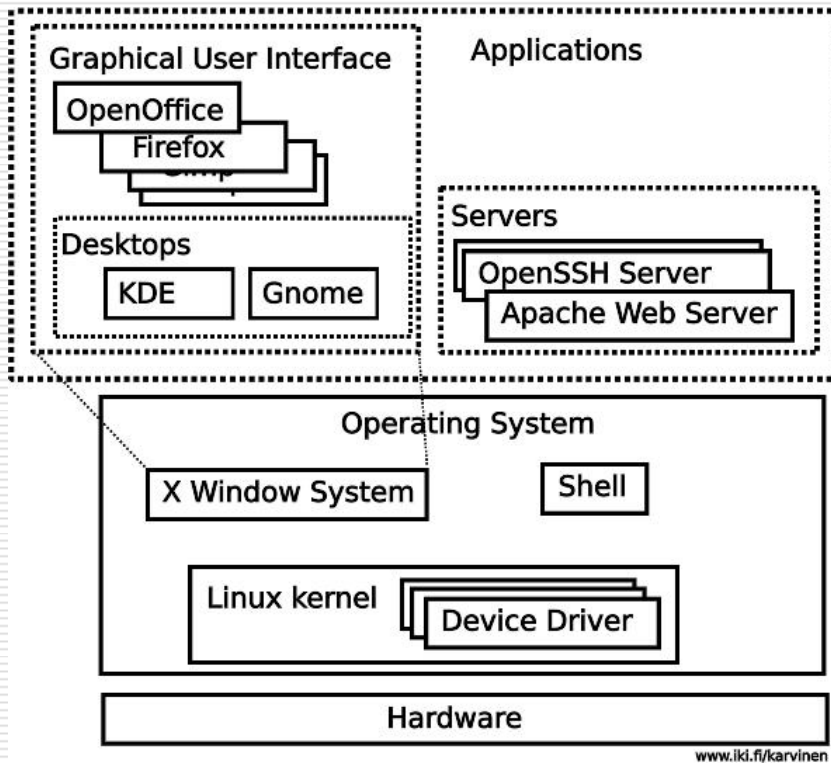 Graphical User Interface
Applications
OpenOffice
Firefox
Servers
Desktops
OpenSSH Server
KDE
Gnome
Apache Web Server
Operating System
X Window System
Shell
Linux kernel
Device Driver
Hardware
www.iki.fi/karvinen